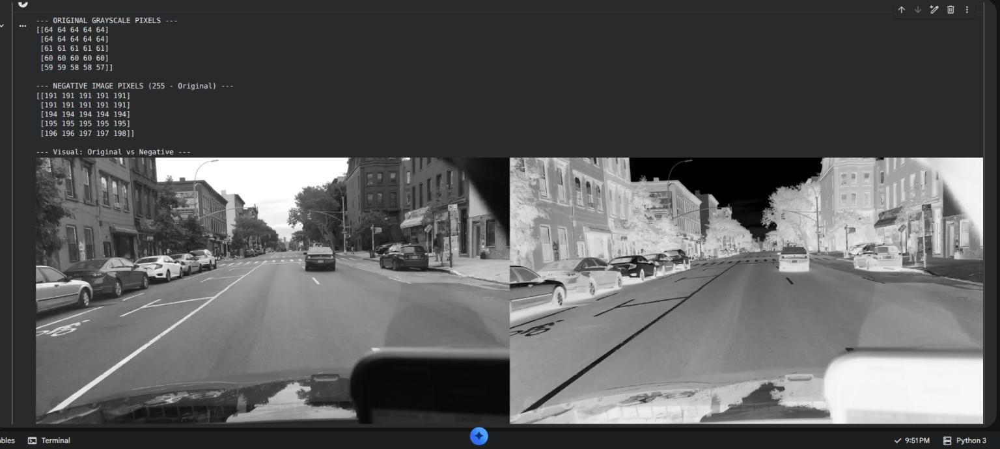 --- ORIGINAL GRAYSCALE PIXELS ---
[[64 64 64 64 64]
[64 64 64 64 64]
[61 61 61 61 61]
[60 60 60 60 60]
[59 59 58 58 57]]
--- NEGATIVE IMAGE PIXELS (255 - Original) ---
[[191 191 191 191 191]
[191 191 191 191 191]
[194 194 194 194 194]
[195 195 195 195 195]
[196 196 197 197 198]]
--- Visual: Original vs Negative ---
Terminal
9:51 PM
Python 3